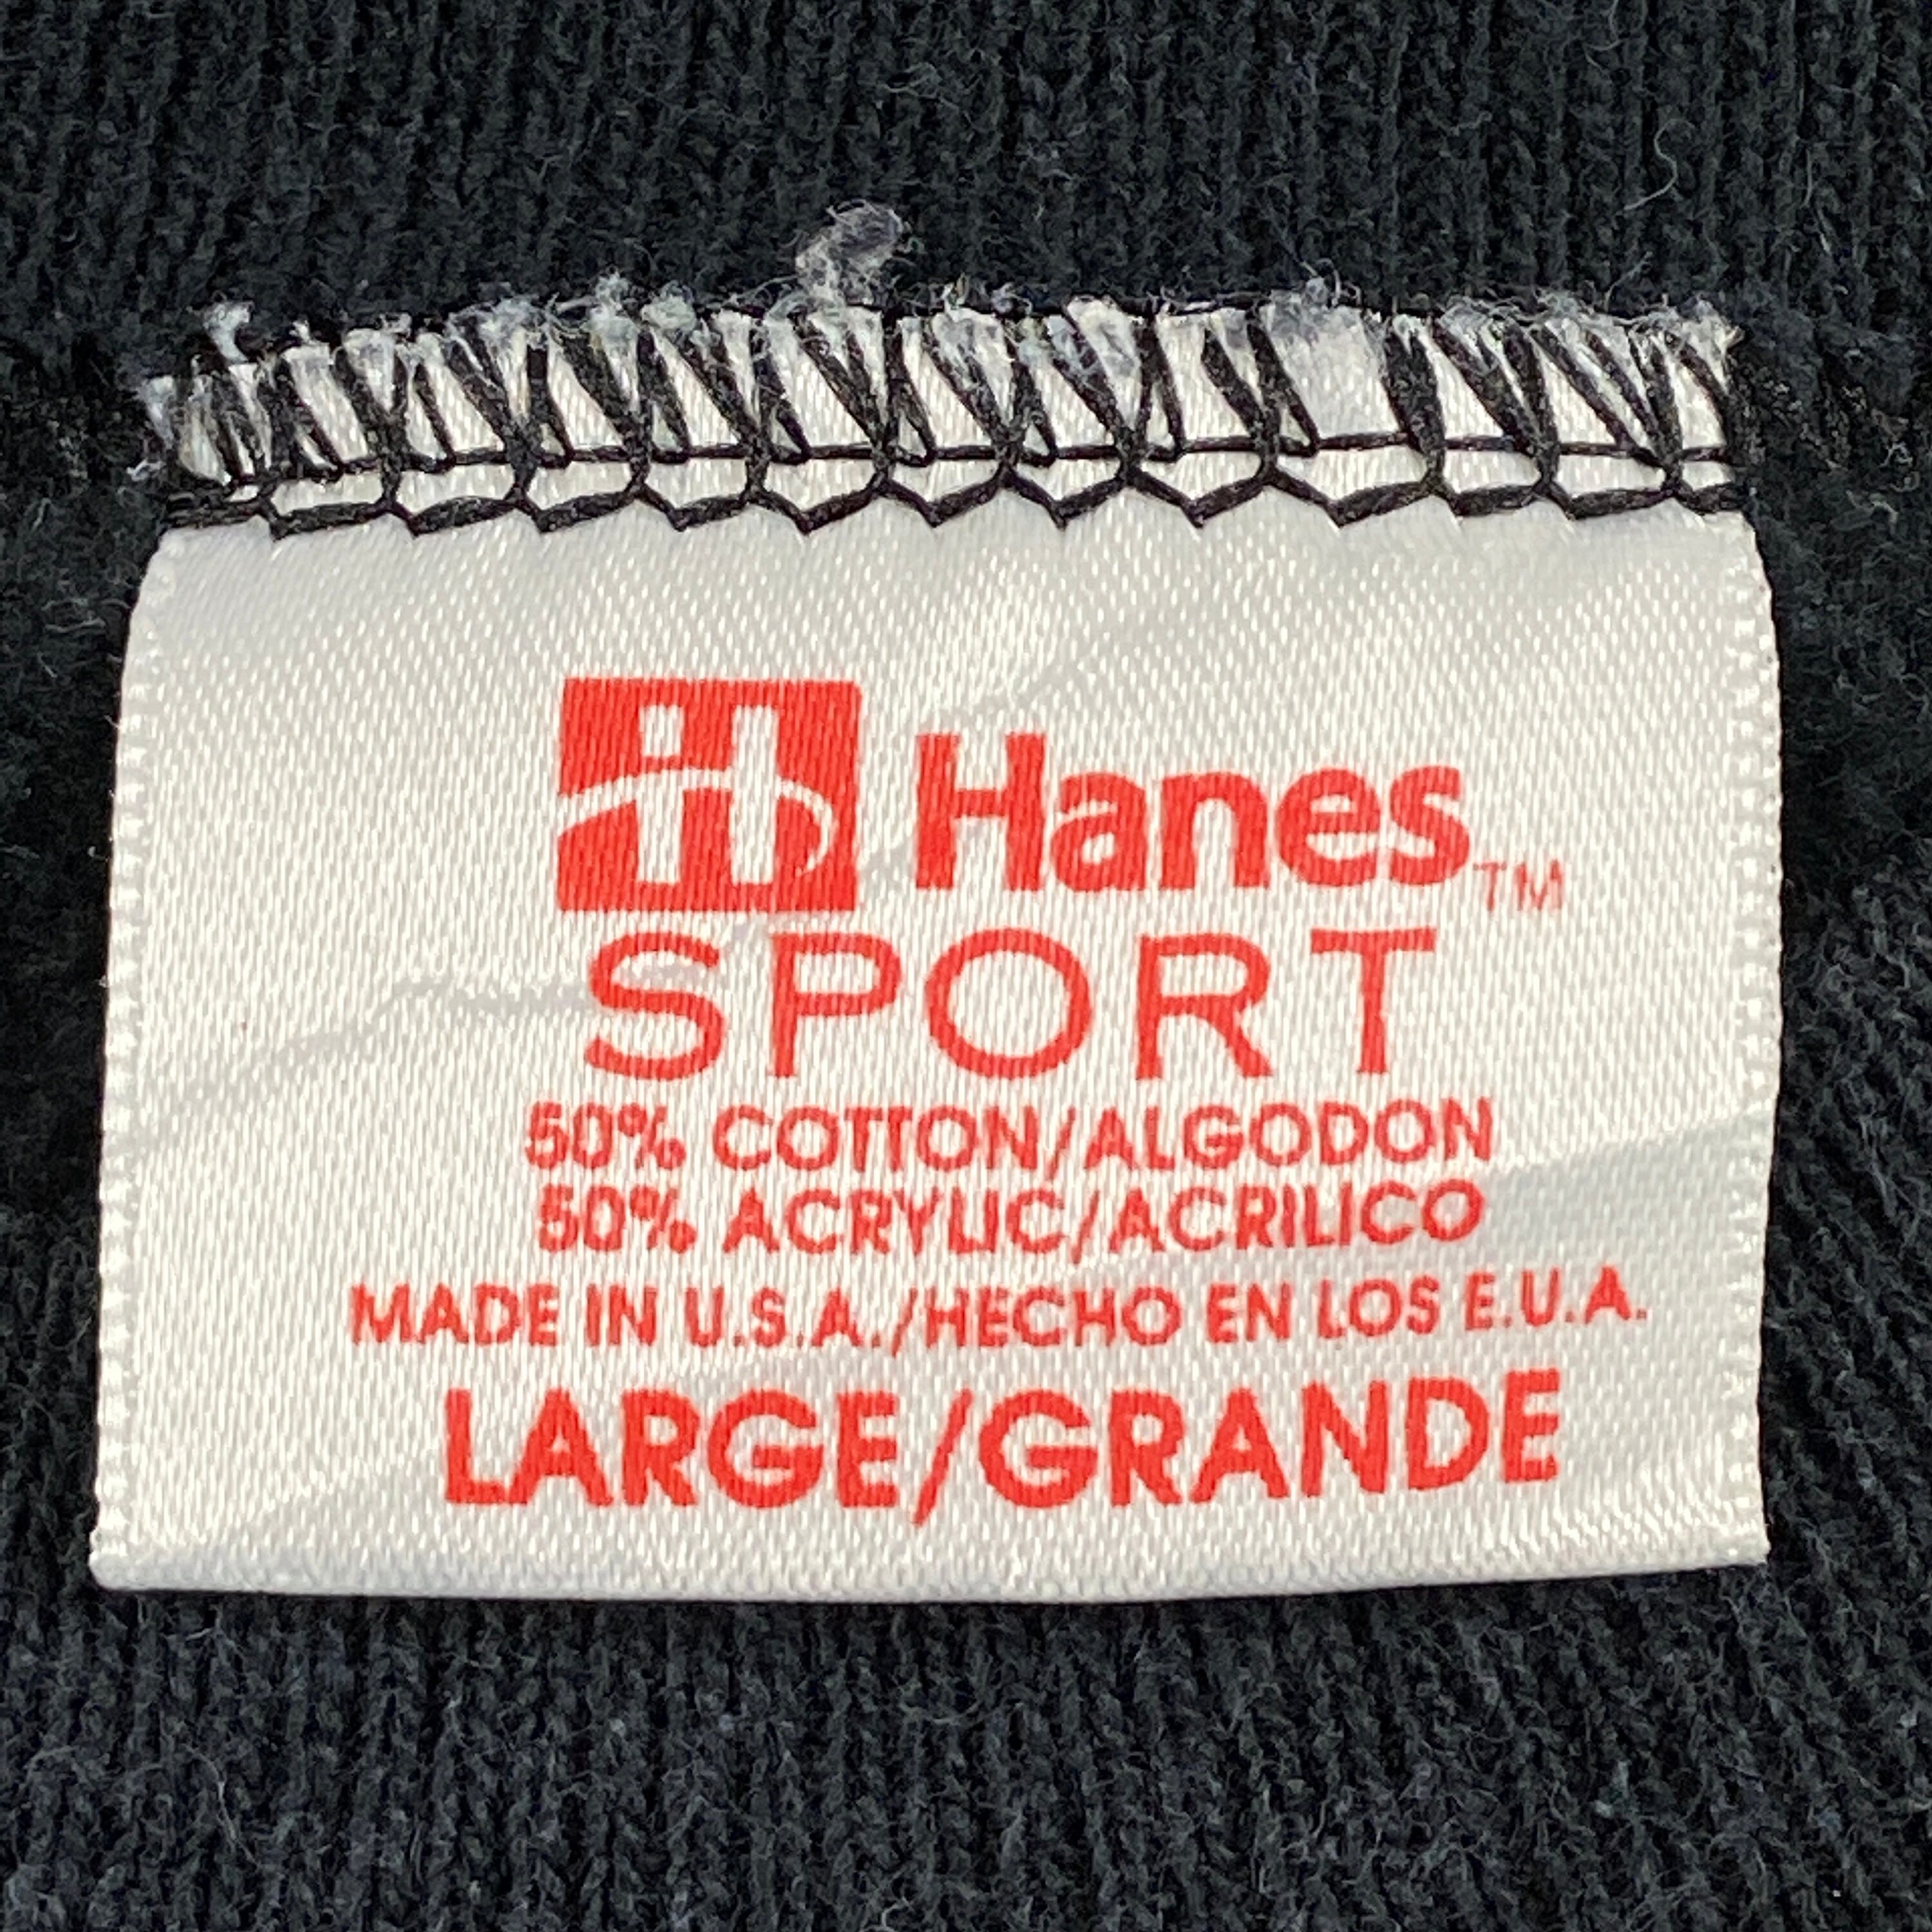 Hanes™
SPORT
50% COTTON/ALGODON
50% ACRYLIC/ACRILICO
MADE IN U.S.A./HECHO EN LOS E.U.A.
LARGE/GRANDE